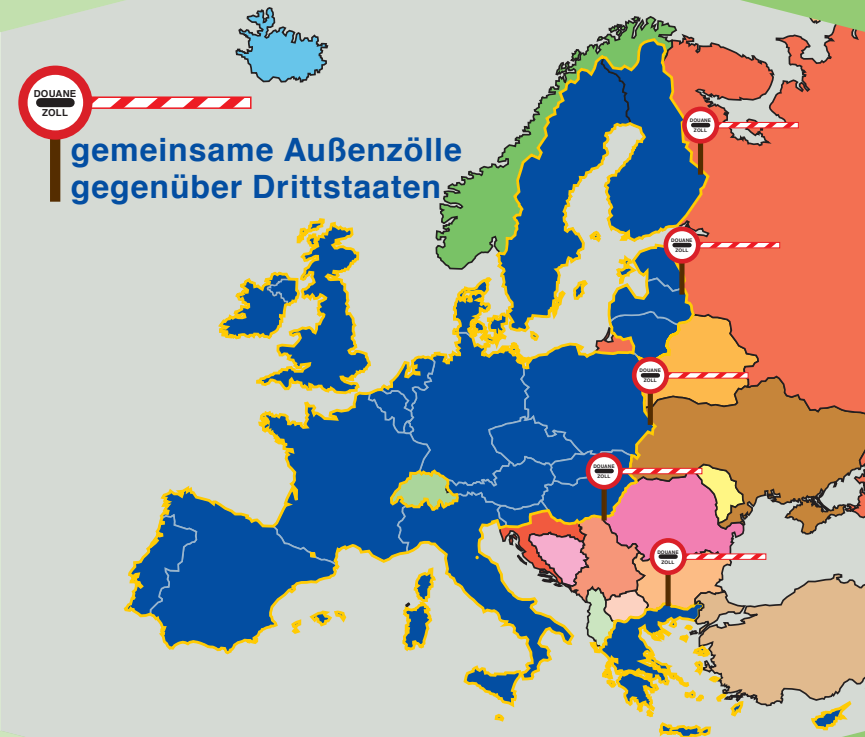 DOUANE
ZOLL
gemeinsame Außenzölle
gegenüber Drittstaaten
DOUANE
ZOLL
DOUANE
ZOLL
DOUANE
ZOLL
DOUANE
ZOLL
DOUANE
ZOLL